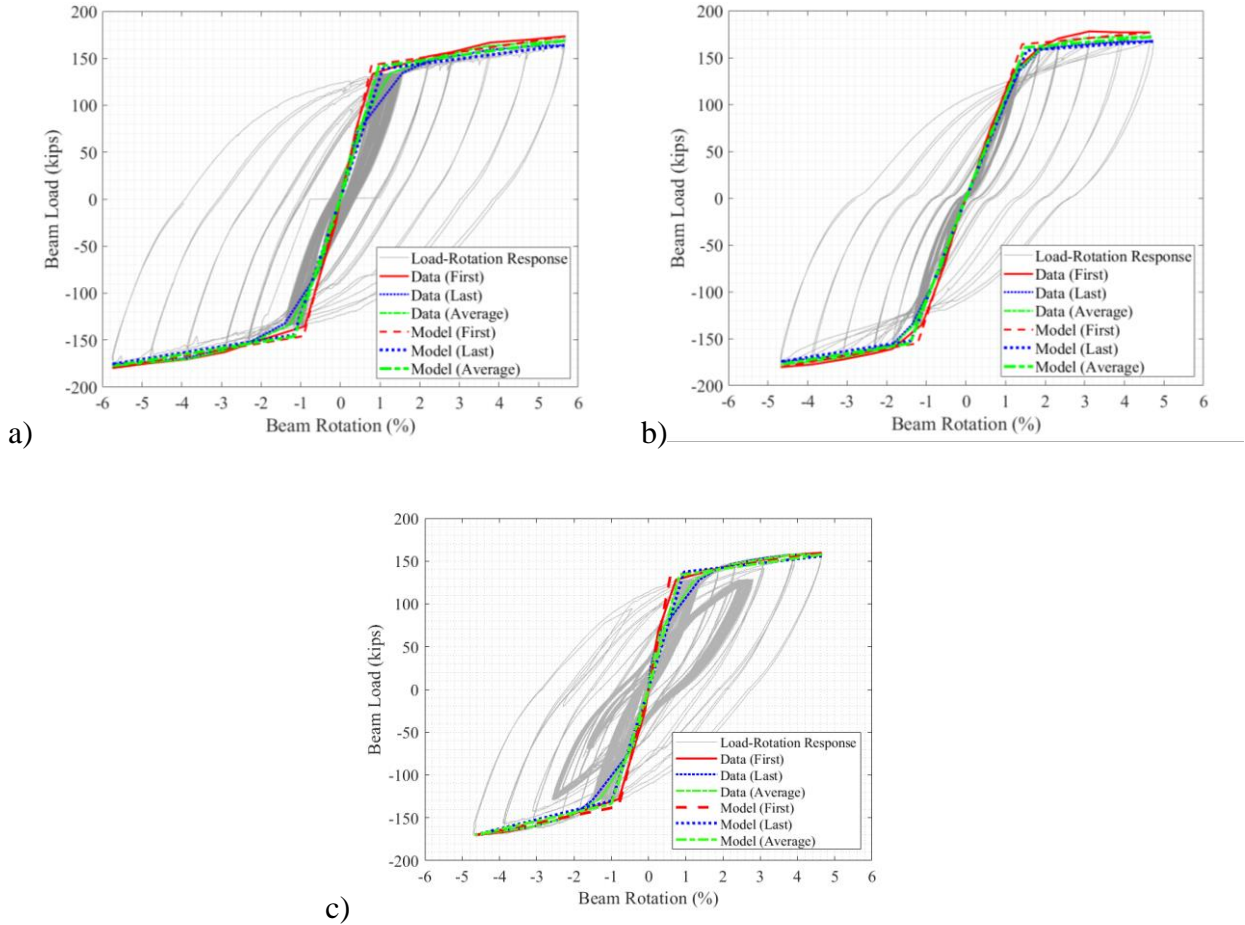 200
150
100
50
0
-50
-100
-150
-200
Beam Load (kips)
-6 -5 -4 -3 -2 -1 0 1 2 3 4 5 6
Beam Rotation (%)
Load-Rotation Response
Data (First)
Data (Last)
Data (Average)
Model (First)
Model (Last)
Model (Average)
a)
200
150
100
50
0
-50
-100
-150
-200
Beam Load (kips)
-6 -5 -4 -3 -2 -1 0 1 2 3 4 5 6
Beam Rotation (%)
Load-Rotation Response
Data (First)
Data (Last)
Data (Average)
Model (First)
Model (Last)
Model (Average)
b)
200
150
100
50
0
-50
-100
-150
-200
Beam Load (kips)
-6 -5 -4 -3 -2 -1 0 1 2 3 4 5 6
Beam Rotation (%)
Load-Rotation Response
Data (First)
Data (Last)
Data (Average)
Model (First)
Model (Last)
Model (Average)
c)